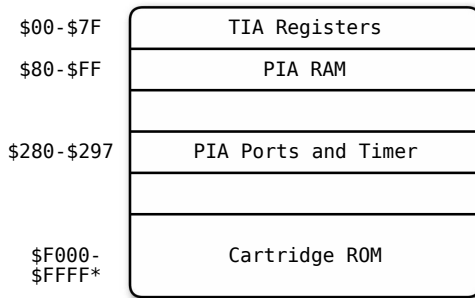 $00-$7F TIA Registers
$80-$FF PIA RAM
$280-$297 PIA Ports and Timer
$F000-
$FFFF* Cartridge ROM